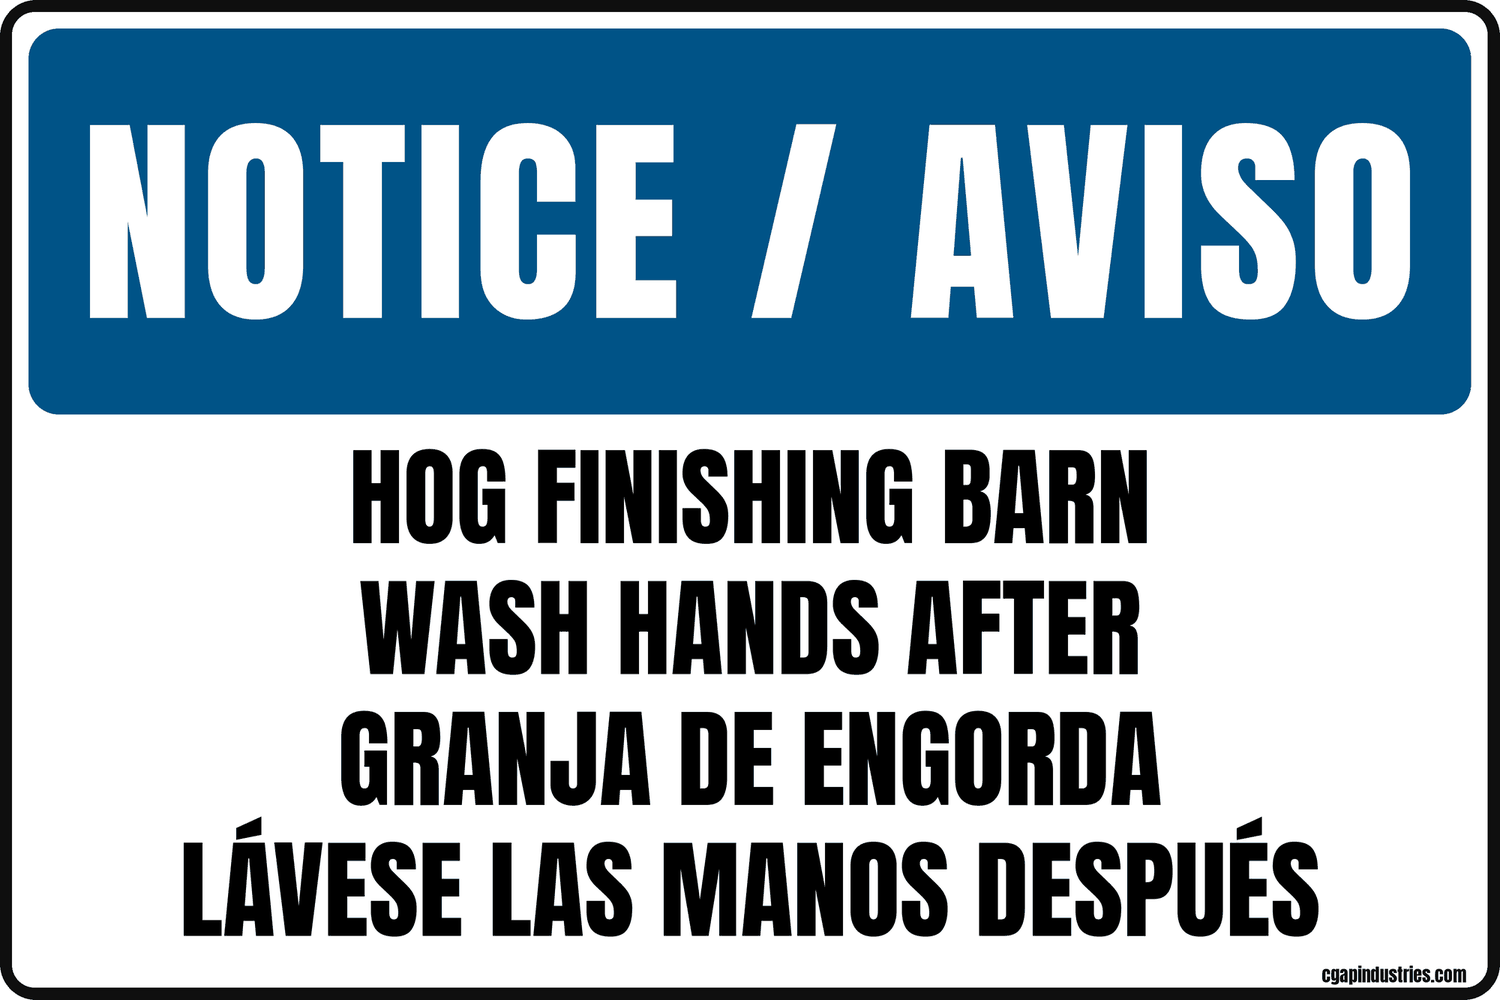 NOTICE / AVISO
HOG FINISHING BARN
WASH HANDS AFTER
GRANJA DE ENGORDA
LÁVESE LAS MANOS DESPUÉS
cgapindustries.com